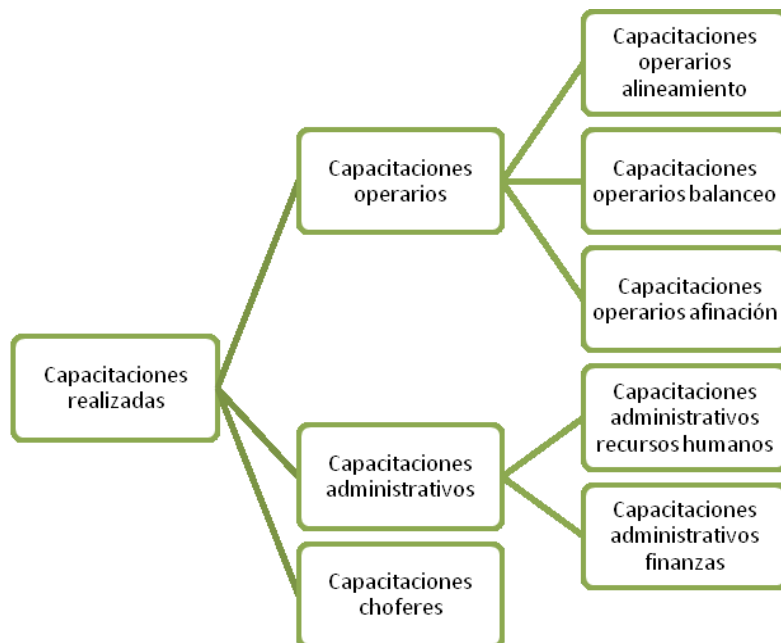 Capacitaciones
realizadas
Capacitaciones
operarios
Capacitaciones
operarios
alineamiento
Capacitaciones
operarios balanceo
Capacitaciones
operarios afinación
Capacitaciones
administrativos
Capacitaciones
administrativos
recursos humanos
Capacitaciones
administrativos
finanzas
Capacitaciones
choferes